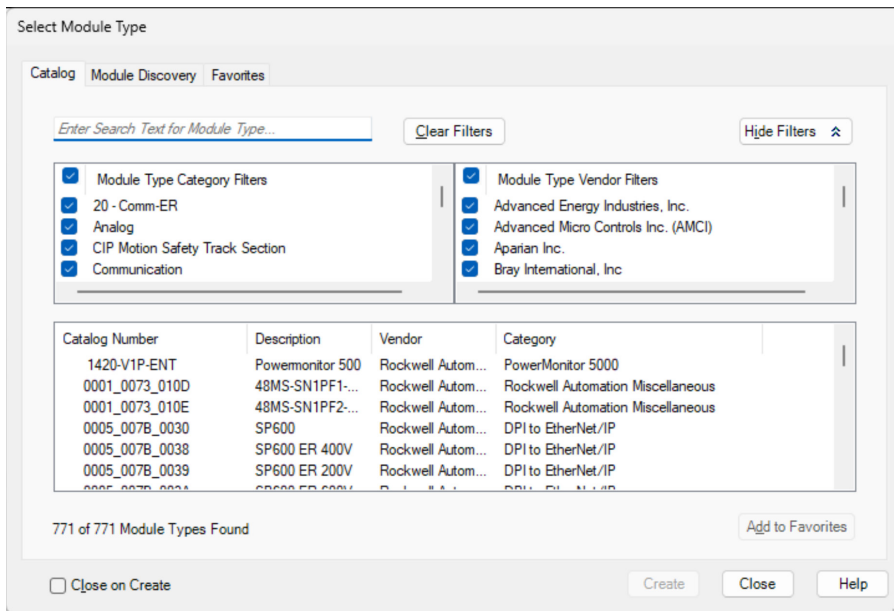 Select Module Type
Catalog Module Discovery Favorites
Enter Search Text for Module Type... Clear Filters Hide Filters
Module Type Category Filters
20 - Comm-ER
Analog
CIP Motion Safety Track Section
Communication
Module Type Vendor Filters
Advanced Energy Industries, Inc.
Advanced Micro Controls Inc. (AMCI)
Aparian Inc.
Bray International, Inc
Catalog Number Description Vendor Category
1420-V1P-ENT Powermonitor 500 Rockwell Autom... PowerMonitor 5000
0001_0073_010D 48MS-SN1PF1-... Rockwell Autom... Rockwell Automation Miscellaneous
0001_0073_010E 48MS-SN1PF2-... Rockwell Autom... Rockwell Automation Miscellaneous
0005_007B_0030 SP600 Rockwell Autom... DPI to EtherNet/IP
0005_007B_0038 SP600 ER 400V Rockwell Autom... DPI to EtherNet/IP
0005_007B_0039 SP600 ER 200V Rockwell Autom... DPI to EtherNet/IP
771 of 771 Module Types Found Add to Favorites
Close on Create Create Close Help